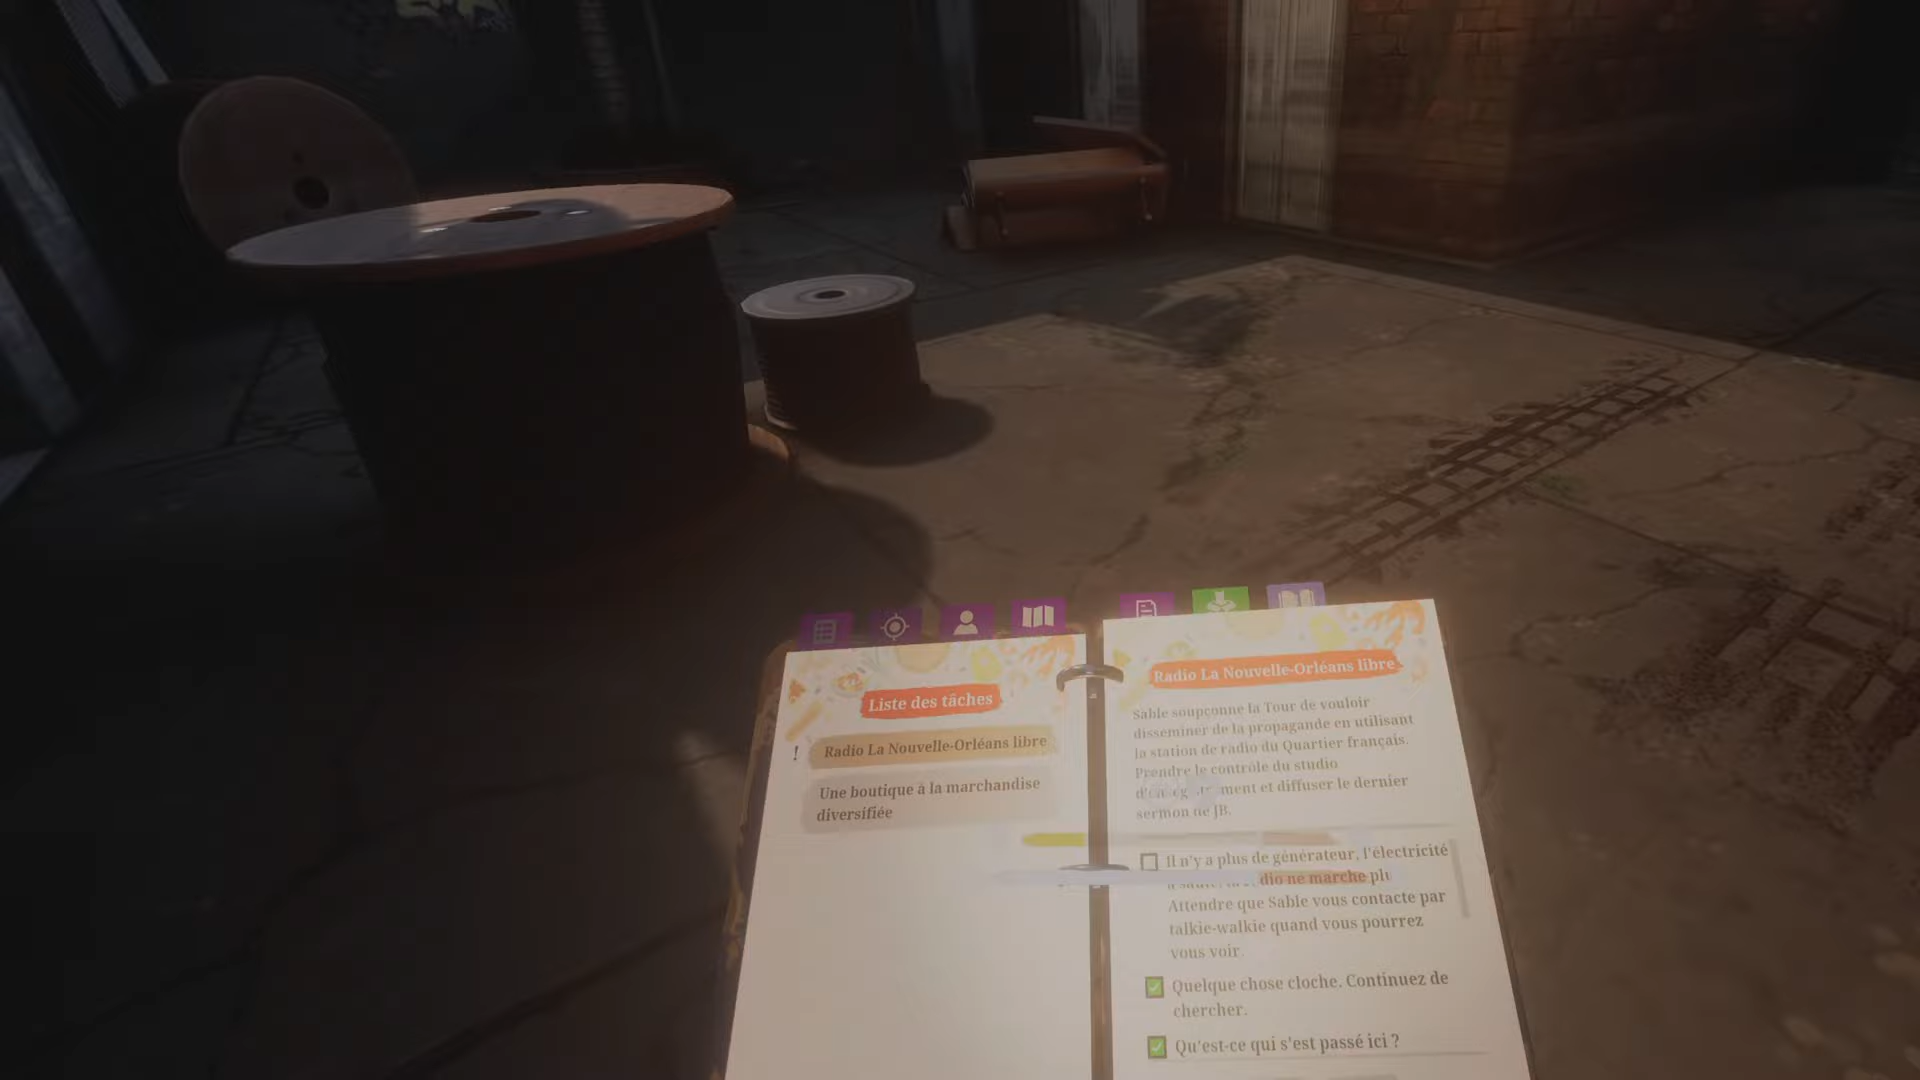 Liste des tâches
! Radio La Nouvelle-Orléans libre
Une boutique à la marchandise
diversifiée
Radio La Nouvelle-Orléans libre
Sable soupçonne la Tour de vouloir
disséminer de la propagande en utilisant
la station de radio du Quartier français.
Prendre le contrôle du studio
et diffuser le dernier
sermon de JB.
Il n'y a plus de générateur, l'électricité
ne marche
Attendre que Sable vous contacte par
talkie-walkie quand vous pourrez
vous voir.
Quelque chose cloche. Continuez de
chercher.
Qu'est-ce qui s'est passé ici ?